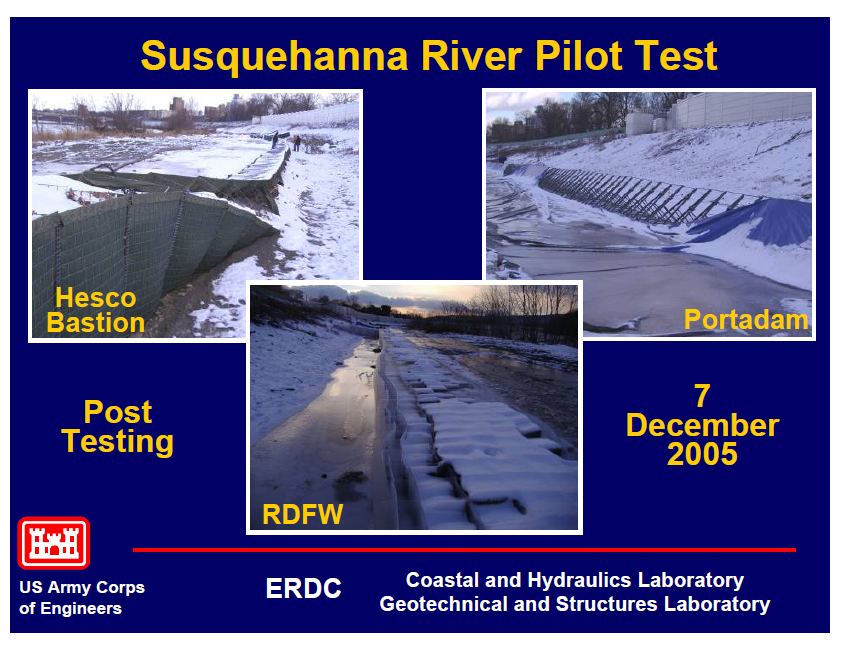 Susquehanna River Pilot Test
Hesco
Bastion
Portadam
RDFW
Post
Testing
7
December
2005
US Army Corps
of Engineers
ERDC
Coastal and Hydraulics Laboratory
Geotechnical and Structures Laboratory